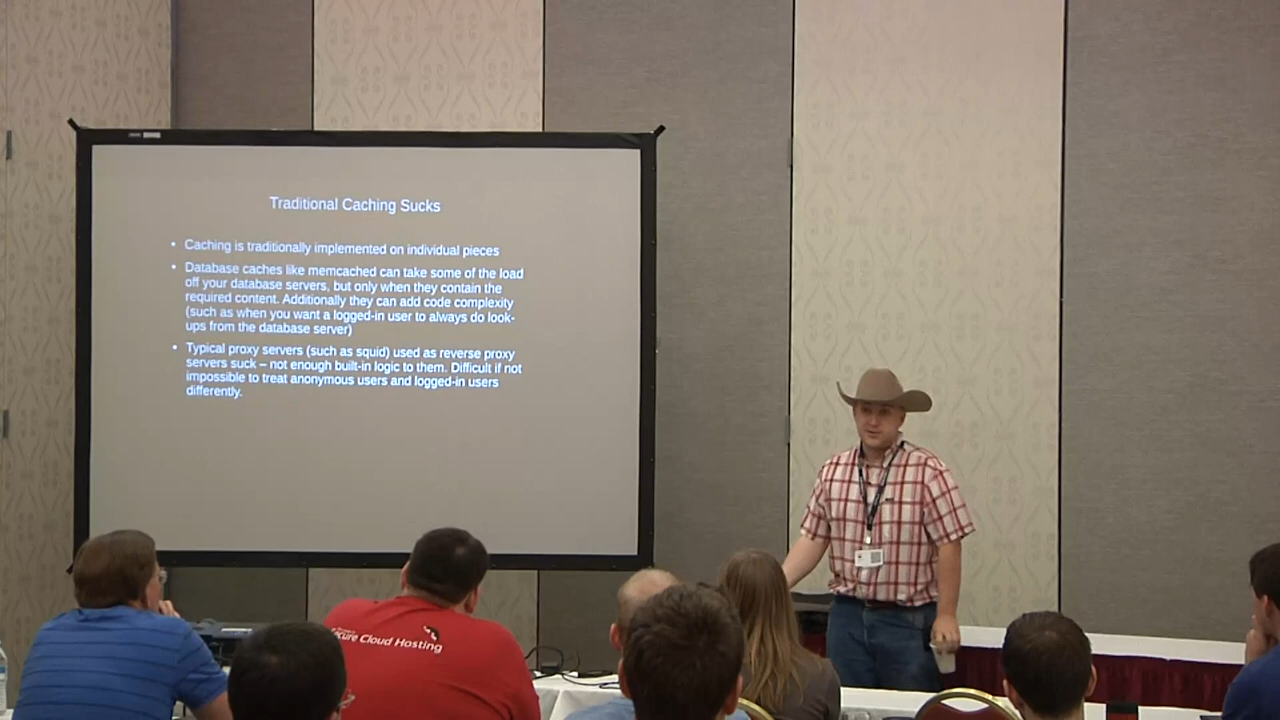 Traditional Caching Sucks
• Caching is traditionally implemented on individual pieces
• Database caches like memcached can take some of the load
off your database servers, but only when they contain the
required content. Additionally they can add code complexity
(such as when you want a logged-in user to always do look-
ups from the database server)
• Typical proxy servers (such as squid) used as reverse proxy
servers suck – not enough built-in logic to them. Difficult if not
impossible to treat anonymous users and logged-in users
differently.
Cloud Hosting